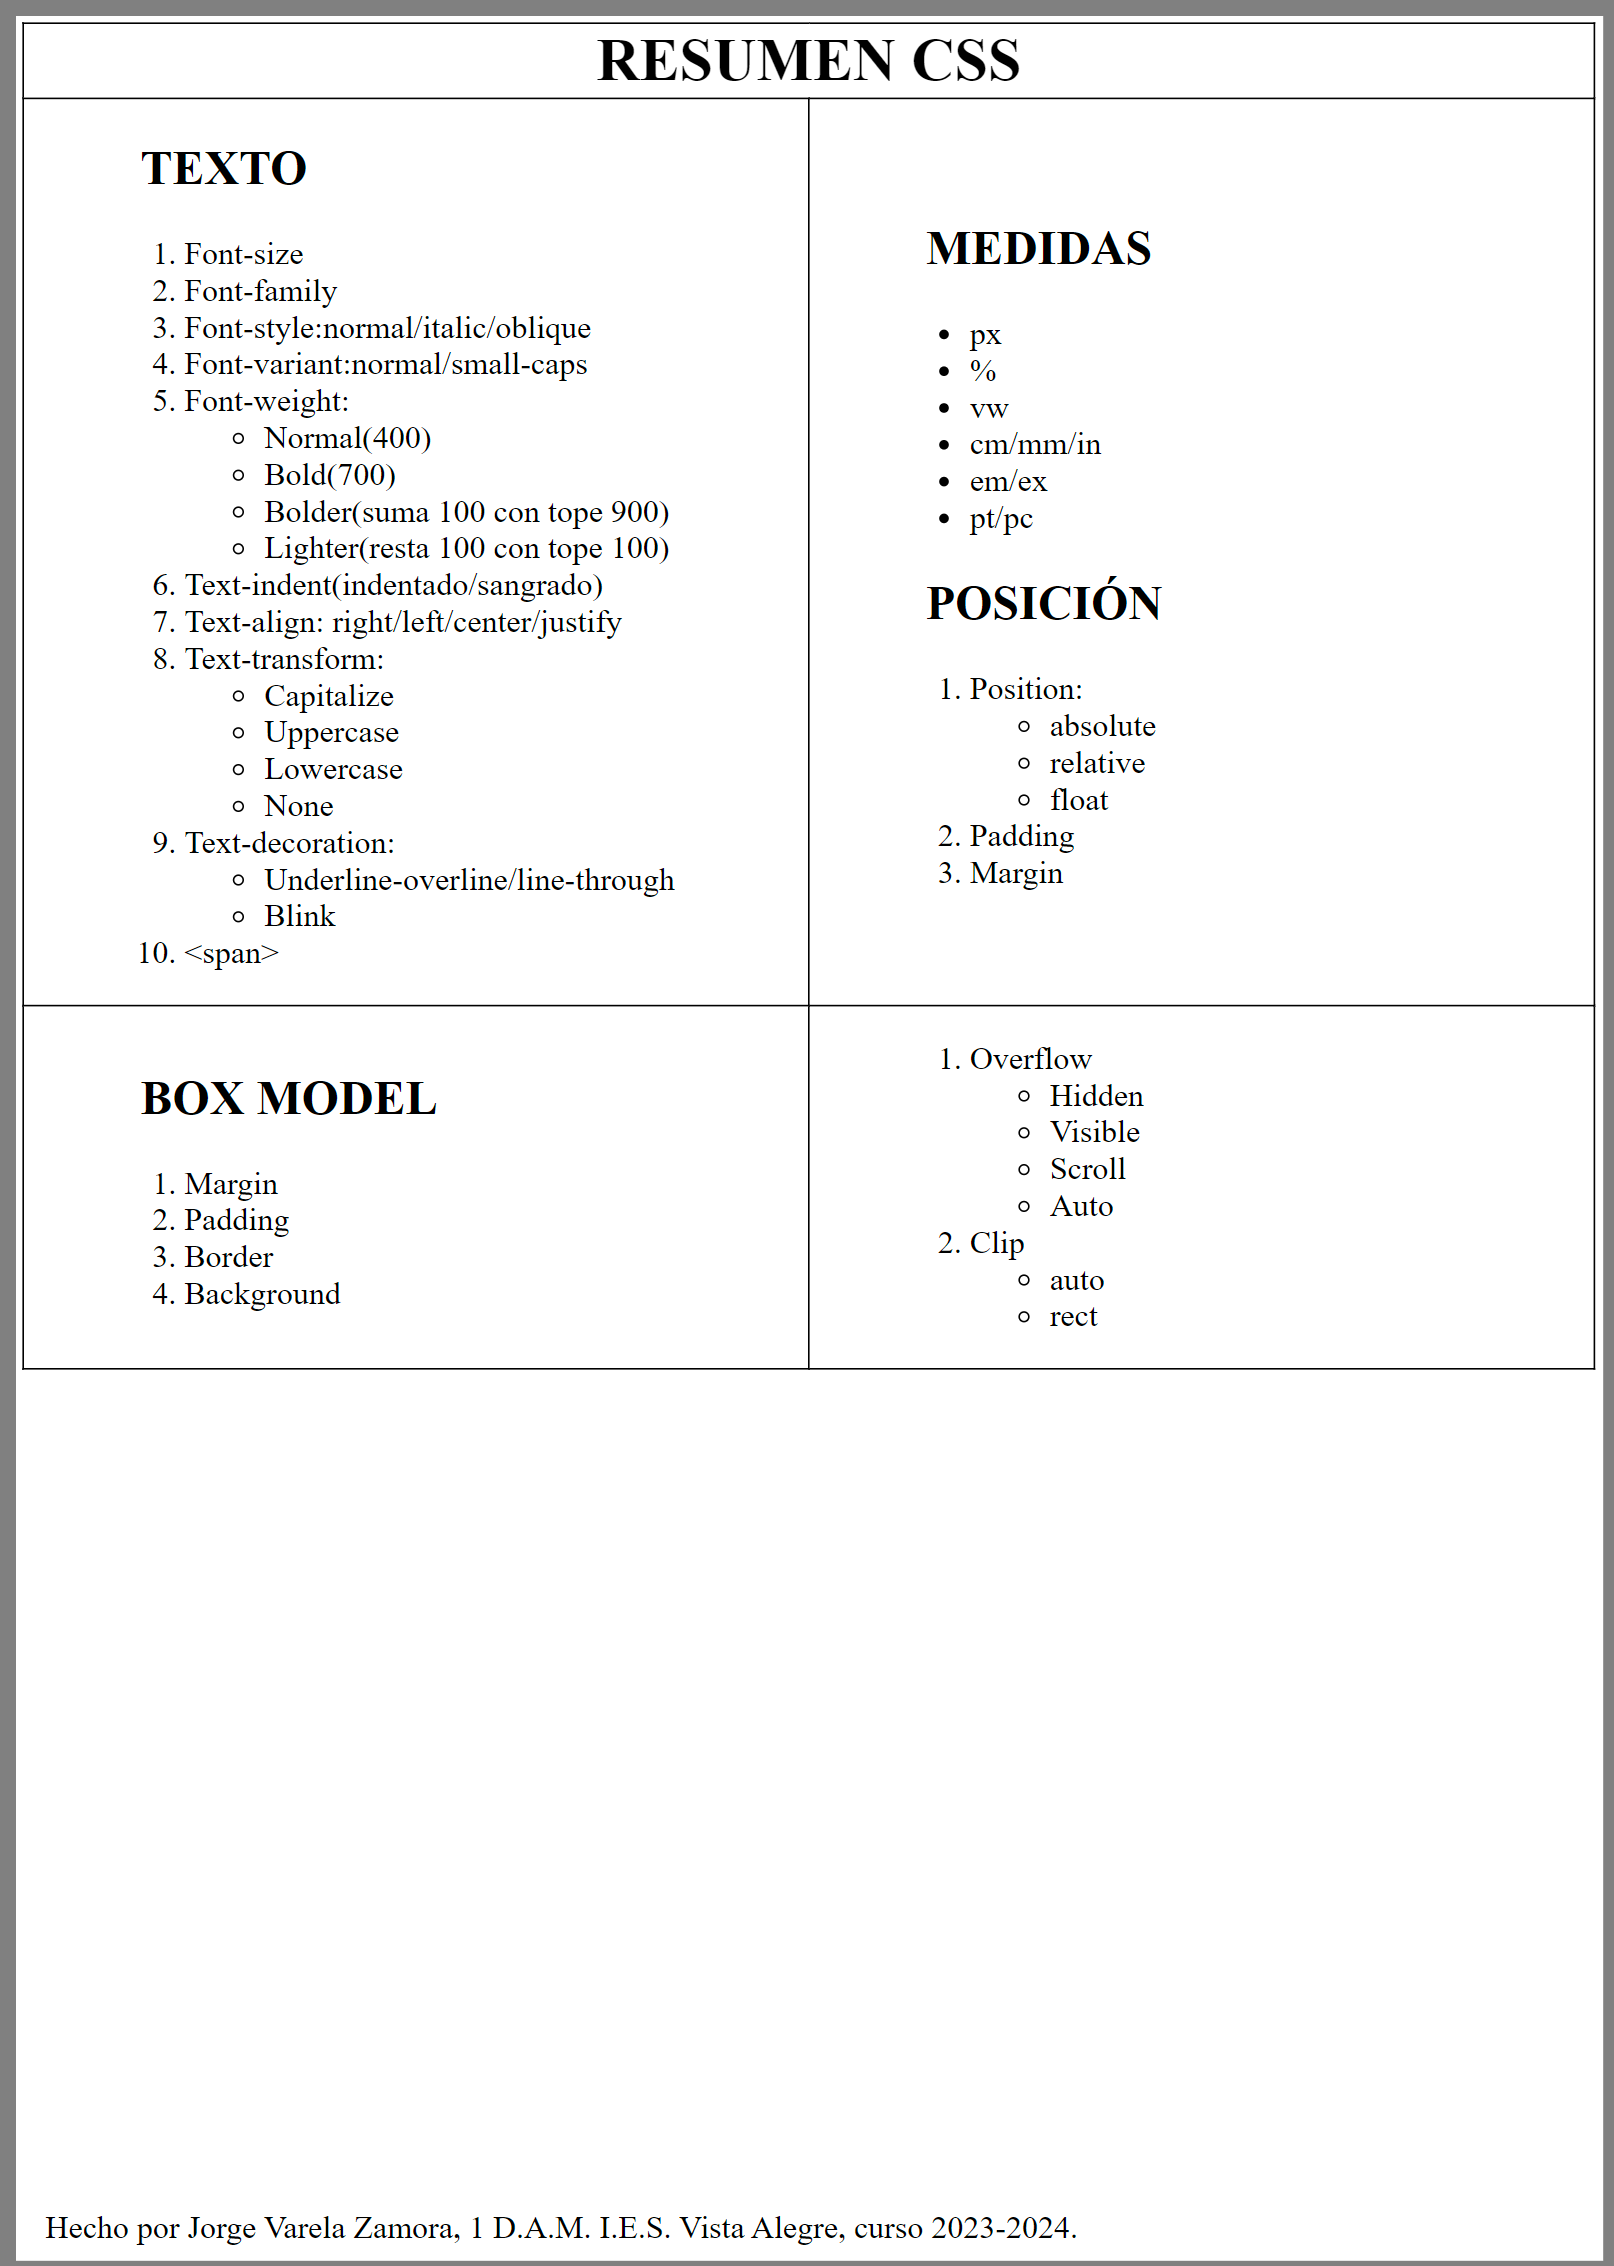 RESUMEN CSS
TEXTO
1. Font-size
2. Font-family
3. Font-style:normal/italic/oblique
4. Font-variant:normal/small-caps
5. Font-weight:
Normal(400)
Bold(700)
Bolder(suma 100 con tope 900)
Lighter(resta 100 con tope 100)
6. Text-indent(indentado/sangrado)
7. Text-align: right/left/center/justify
8. Text-transform:
Capitalize
Uppercase
Lowercase
None
9. Text-decoration:
Underline-overline/line-through
Blink
10. <span>
MEDIDAS
px
%
vw
cm/mm/in
em/ex
pt/pc
POSICIÓN
1. Position:
absolute
relative
float
2. Padding
3. Margin
BOX MODEL
1. Margin
2. Padding
3. Border
4. Background
1. Overflow
Hidden
Visible
Scroll
Auto
2. Clip
auto
rect
Hecho por Jorge Varela Zamora, 1 D.A.M. I.E.S. Vista Alegre, curso 2023-2024.